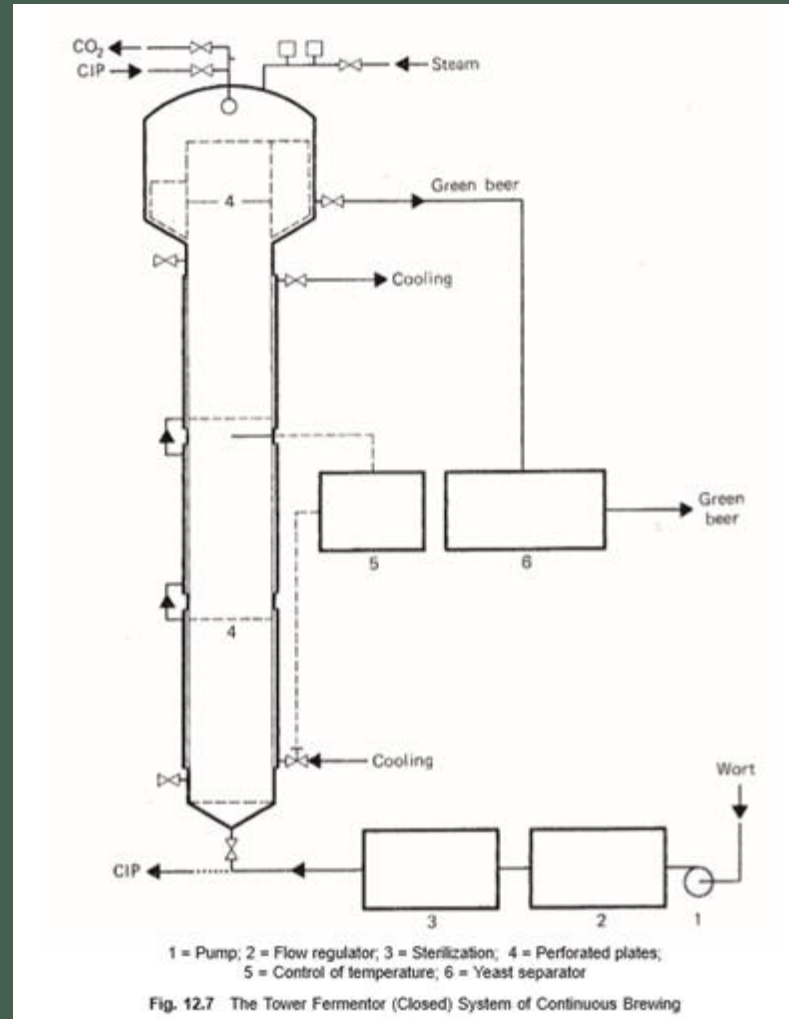 CO₂
CIP
Steam
4
Green beer
Cooling
5
6
Green
beer
4
Cooling
Wort
CIP
3
2
1
1 = Pump; 2 = Flow regulator; 3 = Sterilization; 4 = Perforated plates;
5 = Control of temperature; 6 = Yeast separator
Fig. 12.7 The Tower Fermentor (Closed) System of Continuous Brewing